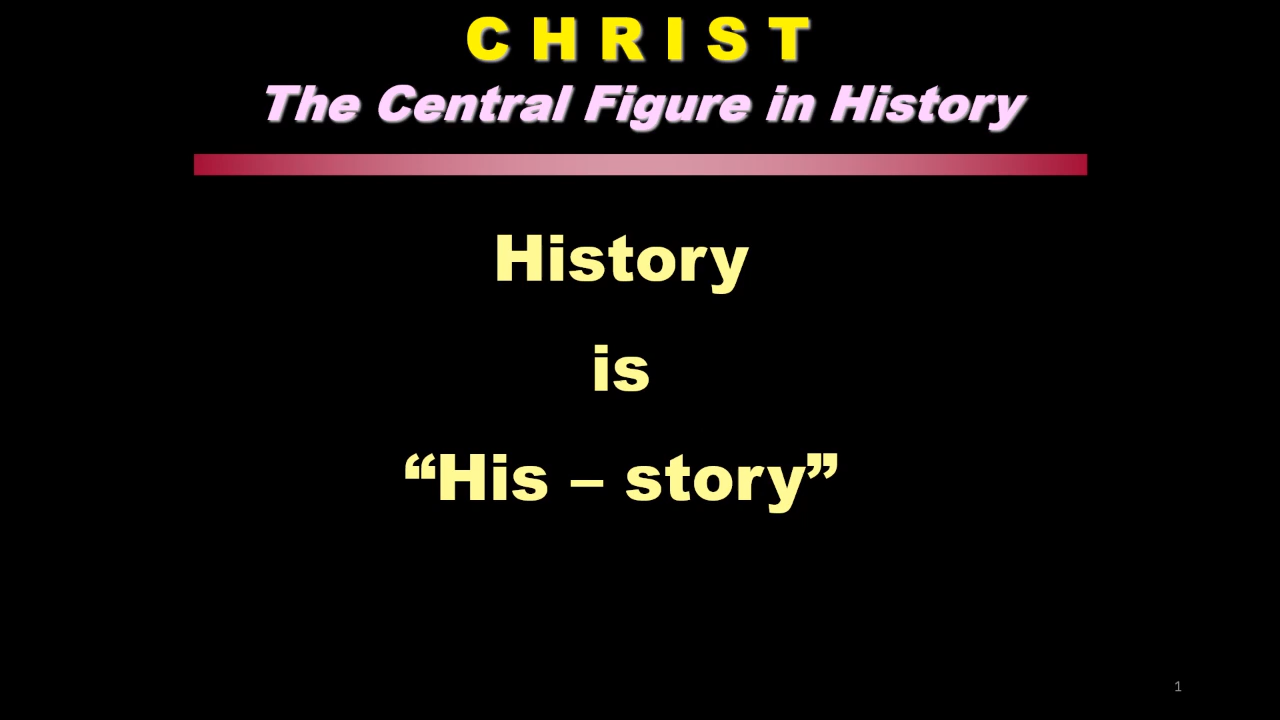 C H R I S T
The Central Figure in History
History
is
“His – story”
1